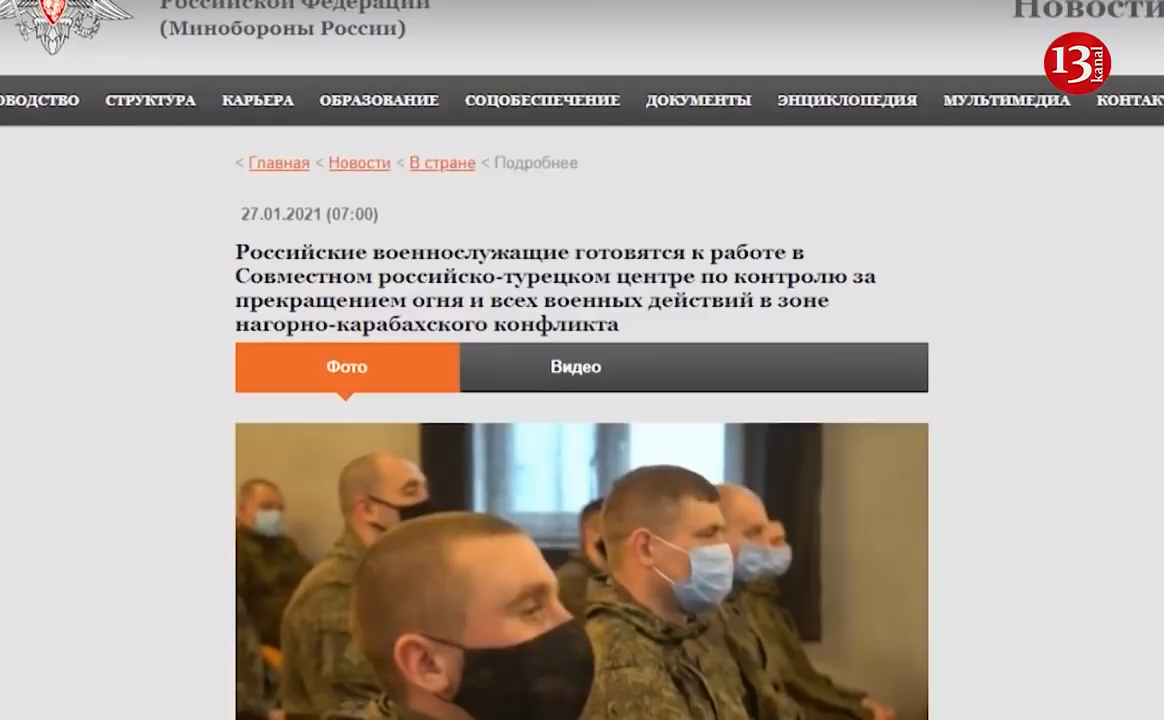 Российской Федерации
(Минобороны России)
Новости
13
kanal
СТРУКТУРА КАРЬЕРА ОБРАЗОВАНИЕ СОЦОБЕСПЕЧЕНИЕ ДОКУМЕНТЫ ЭНЦИКЛОПЕДИЯ МУЛЬТИМЕДИА
< Главная < Новости < В стране < Подробнее
27.01.2021 (07:00)
Российские военнослужащие готовятся к работе в
Совместном российско-турецком центре по контролю за
прекращением огня и всех военных действий в зоне
нагорно-карабахского конфликта
Фото Видео